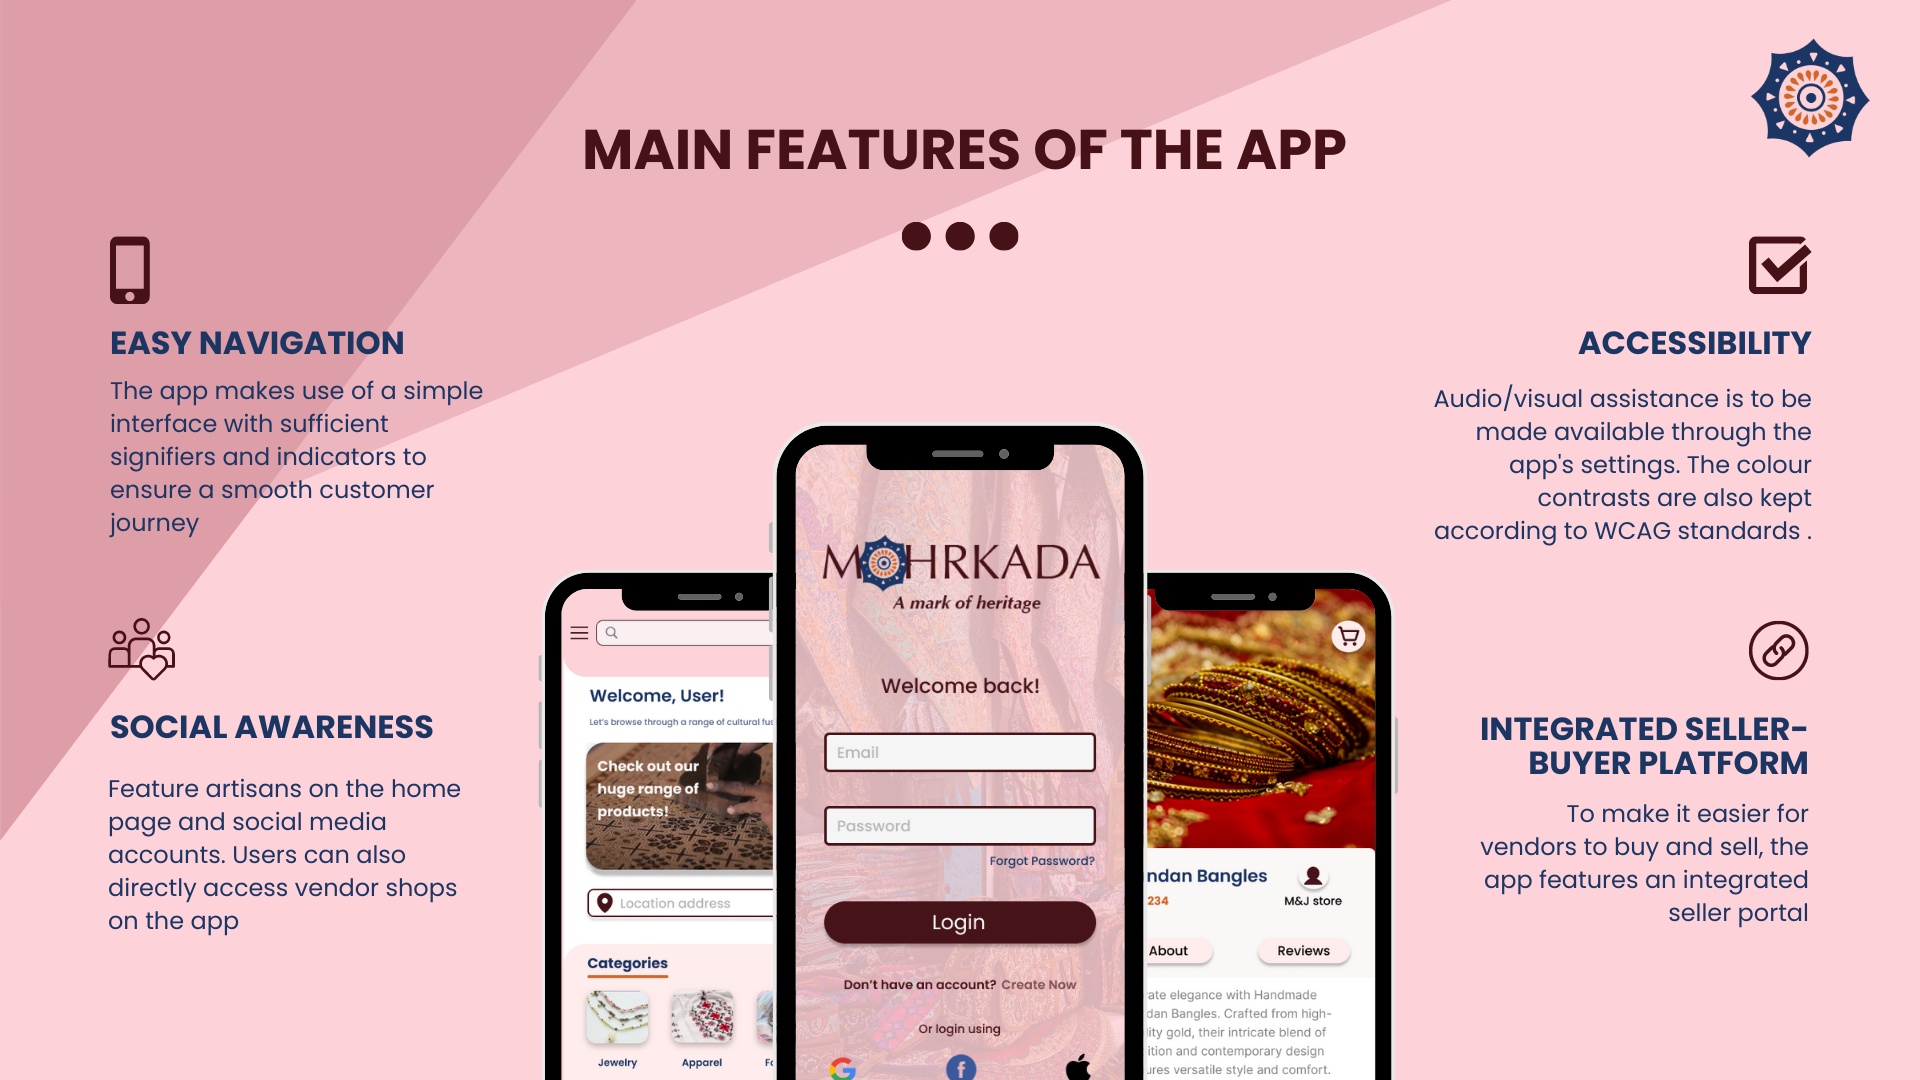 MAIN FEATURES OF THE APP
EASY NAVIGATION
The app makes use of a simple
interface with sufficient
signifiers and indicators to
ensure a smooth customer
journey
SOCIAL AWARENESS
Feature artisans on the home
page and social media
accounts. Users can also
directly access vendor shops
on the app
Welcome, User!
Let's browse through a range of cultural
Check out our
huge range of
products!
Location address
Categories
Jewelry
Apparel
MOHRKADA
A mark of heritage
Welcome back!
Email
Password
Forgot Password?
Login
Don't have an account? Create Now
Or login using
ndan Bangles
234
M&J store
About
Reviews
rate elegance with Handmade
dan Bangles. Crafted from high-
lity gold, their intricate blend of
ition and contemporary design
ures versatile style and comfort.
ACCESSIBILITY
Audio/visual assistance is to be
made available through the
app's settings. The colour
contrasts are also kept
according to WCAG standards .
INTEGRATED SELLER-
BUYER PLATFORM
To make it easier for
vendors to buy and sell, the
app features an integrated
seller portal